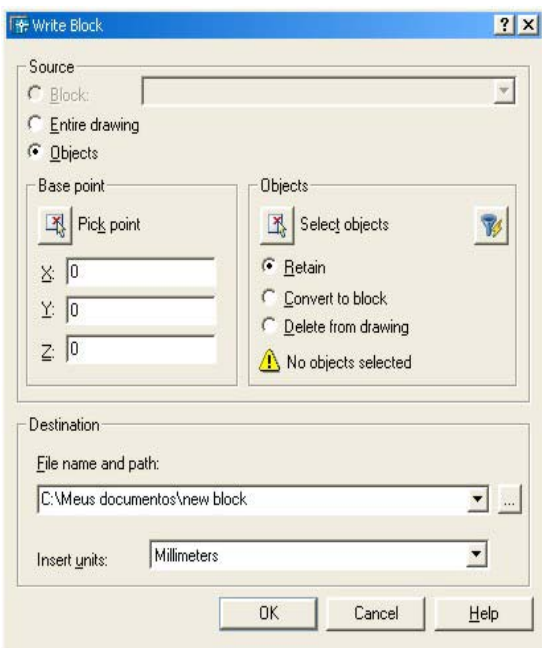 Write Block
Source
Block:
Entire drawing
Objects
Base point
Pick point
X: 0
Y: 0
Z: 0
Objects
Select objects
Retain
Convert to block
Delete from drawing
No objects selected
Destination
File name and path:
C:\Meus documentos\new block
...
Insert units: Millimeters
OK Cancel Help